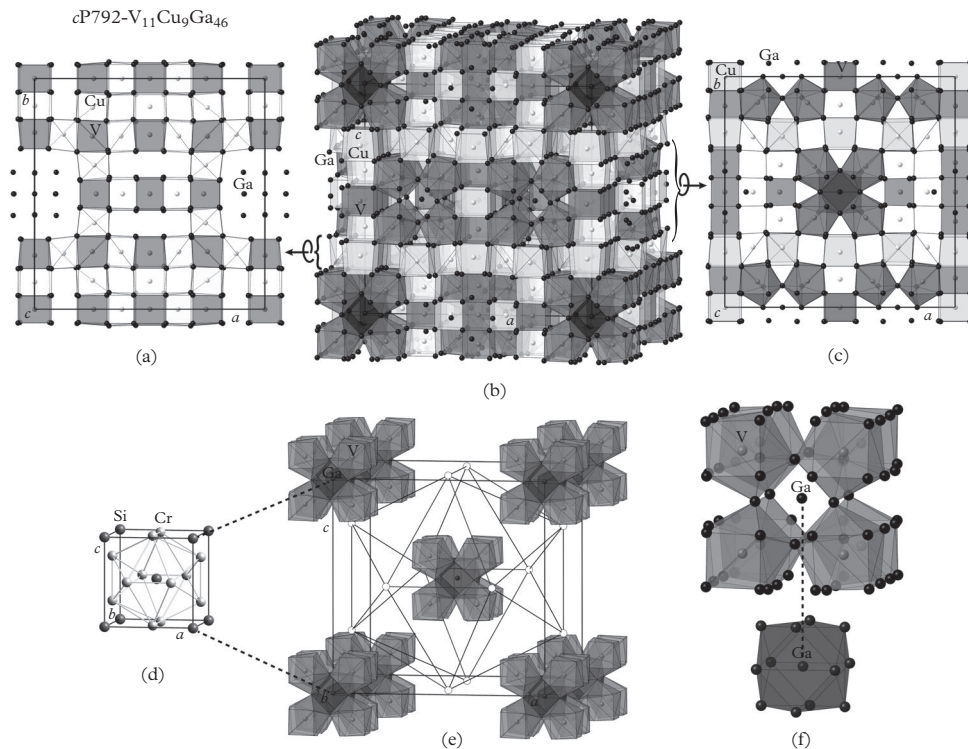 cP792-V₁₁Cu₉Ga₄₆
b
Cu
V
Ga
c
a
(a)
c
Ga
Cu
V
a
(b)
Ga
Cu
V
b
c
a
(c)
Si
Cr
c
b
a
(d)
V
Ga
c
b
a
(e)
V
Ga
Ga
(f)